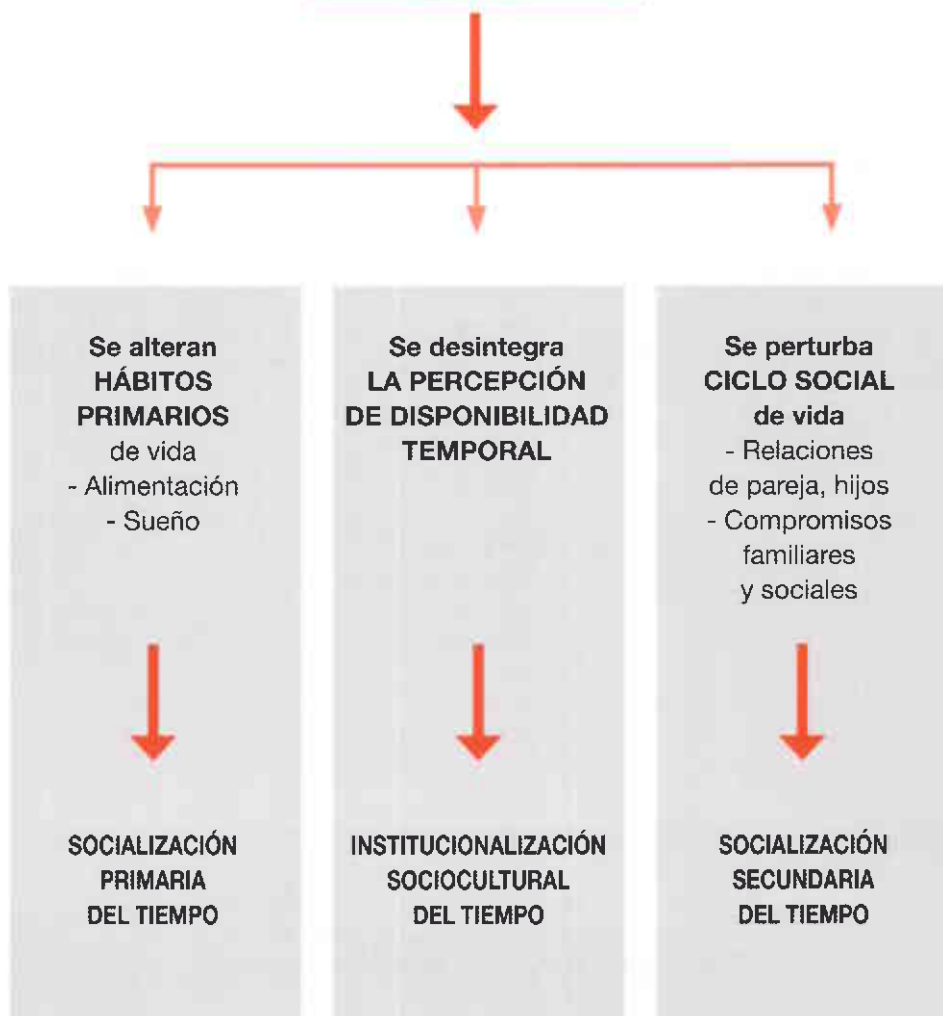 Se alteran
HÁBITOS
PRIMARIOS
de vida
- Alimentación
- Sueño
SOCIALIZACIÓN
PRIMARIA
DEL TIEMPO
Se desintegra
LA PERCEPCIÓN
DE DISPONIBILIDAD
TEMPORAL
INSTITUCIONALIZACIÓN
SOCIOCULTURAL
DEL TIEMPO
Se perturba
CICLO SOCIAL
de vida
- Relaciones
de pareja, hijos
- Compromisos
familiares
y sociales
SOCIALIZACIÓN
SECUNDARIA
DEL TIEMPO